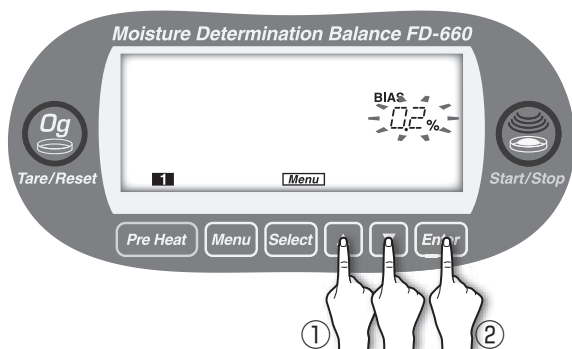 Moisture Determination Balance FD-660
BIAS
0.2%
0g
Tare/Reset
1
Menu
Start/Stop
Pre Heat Menu Select ▲ ▼ Enter
① ②